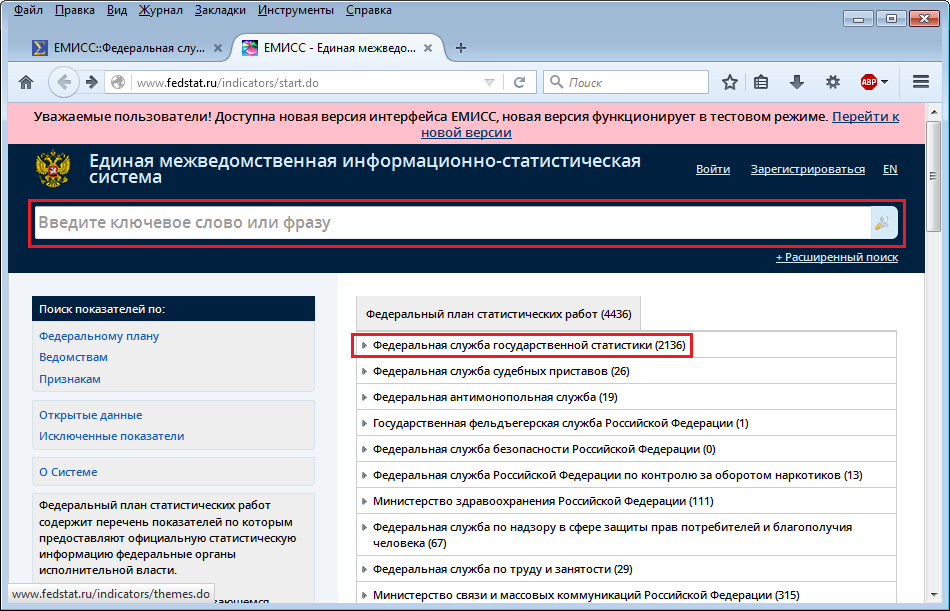 Файл Правка Вид Журнал Закладки Инструменты Справка
ЕМИСС::Федеральная слу...
ЕМИСС - Единая межведо...
www.fedstat.ru/indicators/start.do
Поиск
ABP
Уважаемые пользователи! Доступна новая версия интерфейса ЕМИСС, новая версия функционирует в тестовом режиме. Перейти к
новой версии
Единая межведомственная информационно-статистическая
система
Войти Зарегистрироваться EN
Введите ключевое слово или фразу
+ Расширенный поиск
Поиск показателей по:
Федеральному плану
Ведомствам
Признакам
Открытые данные
Исключенные показатели
О Системе
Федеральный план статистических работ
содержит перечень показателей по которым
предоставляют официальную статистическую
информацию федеральные органы
исполнительной власти.
www.fedstat.ru/indicators/themes.do
Федеральный план статистических работ (4436)
Федеральная служба государственной статистики (2136)
Федеральная служба судебных приставов (26)
Федеральная антимонопольная служба (19)
Государственная фельдъегерская служба Российской Федерации (1)
Федеральная служба безопасности Российской Федерации (0)
Федеральная служба Российской Федерации по контролю за оборотом наркотиков (13)
Министерство здравоохранения Российской Федерации (111)
Федеральная служба по надзору в сфере защиты прав потребителей и благополучия
человека (67)
Федеральная служба по труду и занятости (29)
Министерство связи и массовых коммуникаций Российской Федерации (315)